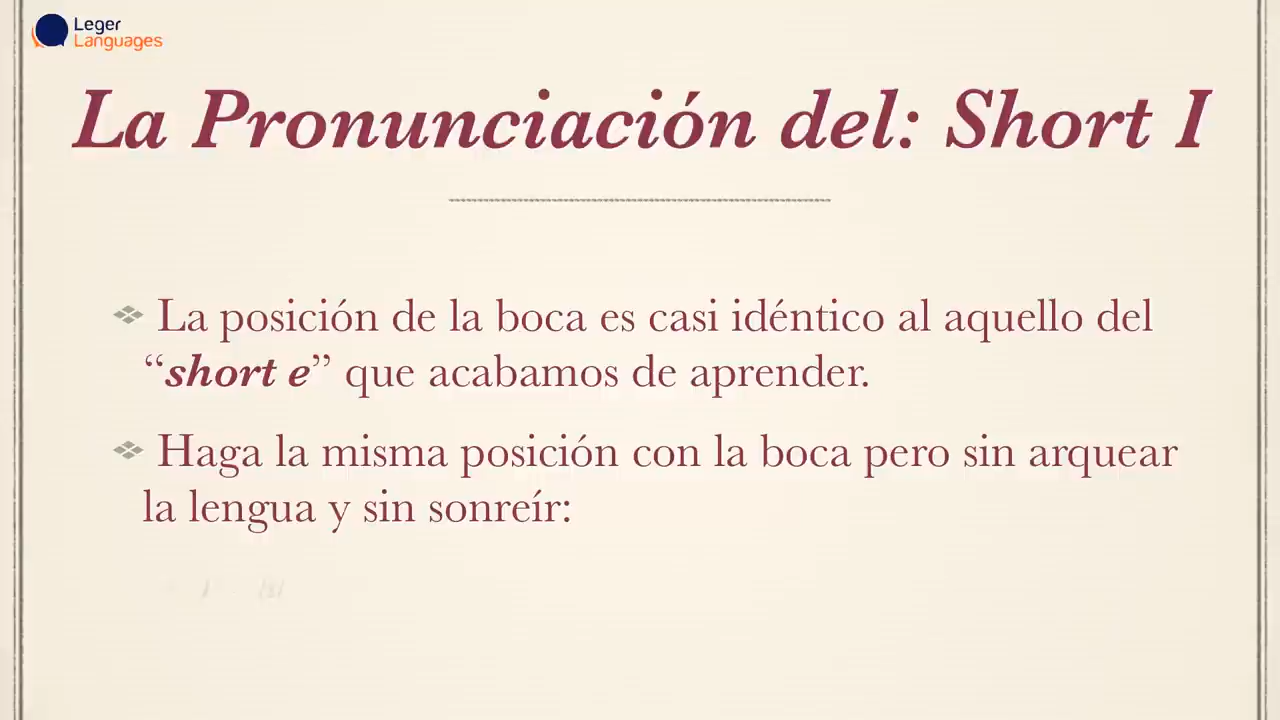 Leger
Languages
La Pronunciación del: Short I
La posición de la boca es casi idéntico al aquello del
“short e” que acabamos de aprender.
Haga la misma posición con la boca pero sin arquear
la lengua y sin sonreír: